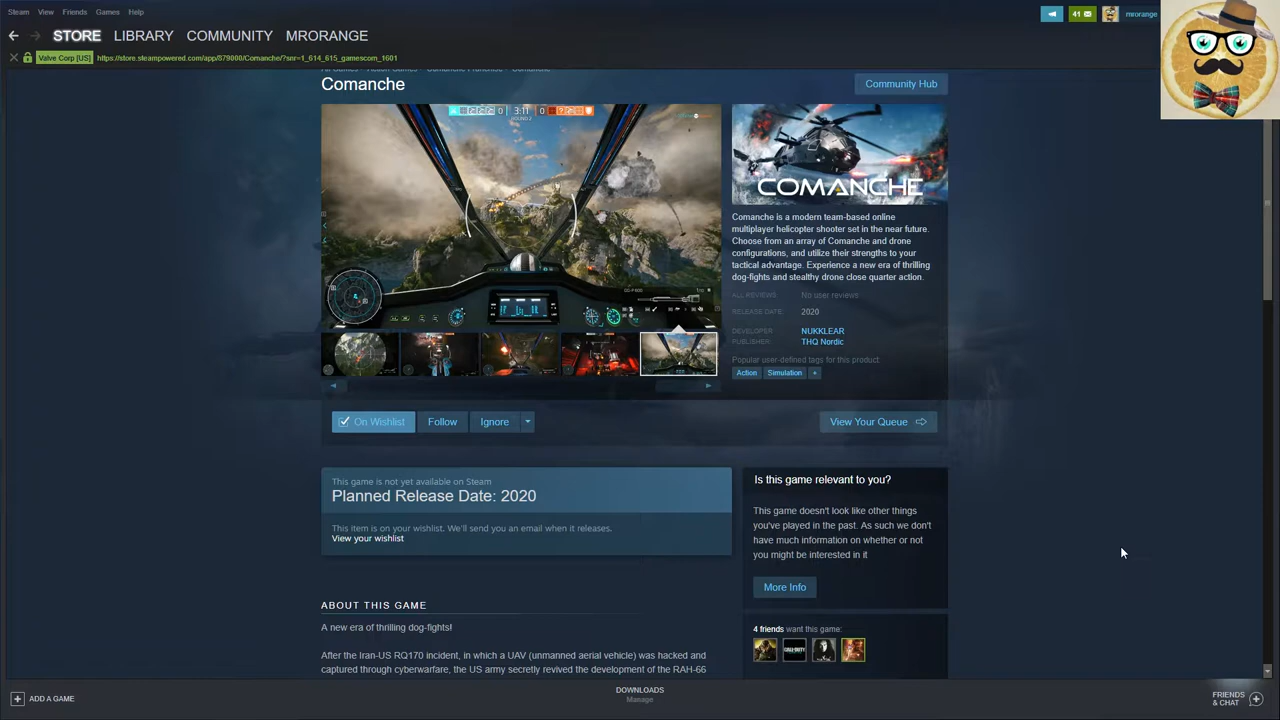 Steam View Friends Games Help
41 mrorange
STORE LIBRARY COMMUNITY MRORANGE
Valve Corp [US] https://store.steampowered.com/app/879000/Comanche/?snr=1_614_615_gamescom_1601
Comanche
Community Hub
0 3:11 0
ROUND 2
COMANCHE
Comanche is a modern team-based online
multiplayer helicopter shooter set in the near future.
Choose from an array of Comanche and drone
configurations, and utilize their strengths to your
tactical advantage. Experience a new era of thrilling
dog-fights and stealthy drone close quarter action.
ALL REVIEWS: No user reviews
RELEASE DATE: 2020
DEVELOPER: NUKKLEAR
PUBLISHER: THQ Nordic
Popular user-defined tags for this product:
Action Simulation +
On Wishlist Follow Ignore
View Your Queue
This game is not yet available on Steam
Planned Release Date: 2020
This item is on your wishlist. We'll send you an email when it releases.
View your wishlist
Is this game relevant to you?
This game doesn't look like other things
you've played in the past. As such we don't
have much information on whether or not
you might be interested in it
More Info
ABOUT THIS GAME
A new era of thrilling dog-fights!
After the Iran-US RQ170 incident, in which a UAV (unmanned aerial vehicle) was hacked and
captured through cyberwarfare, the US army secretly revived the development of the RAH-66
4 friends want this game:
ADD A GAME
DOWNLOADS
Manage
FRIENDS
& CHAT